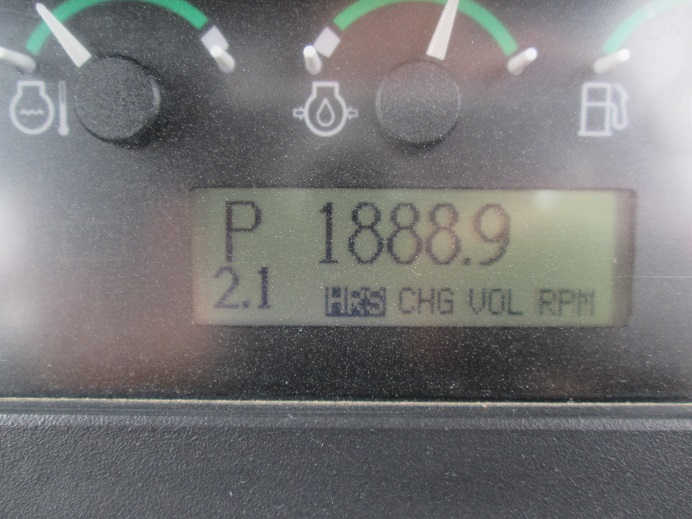 P 1888.9
2.1 HRS CHG VOL RPM